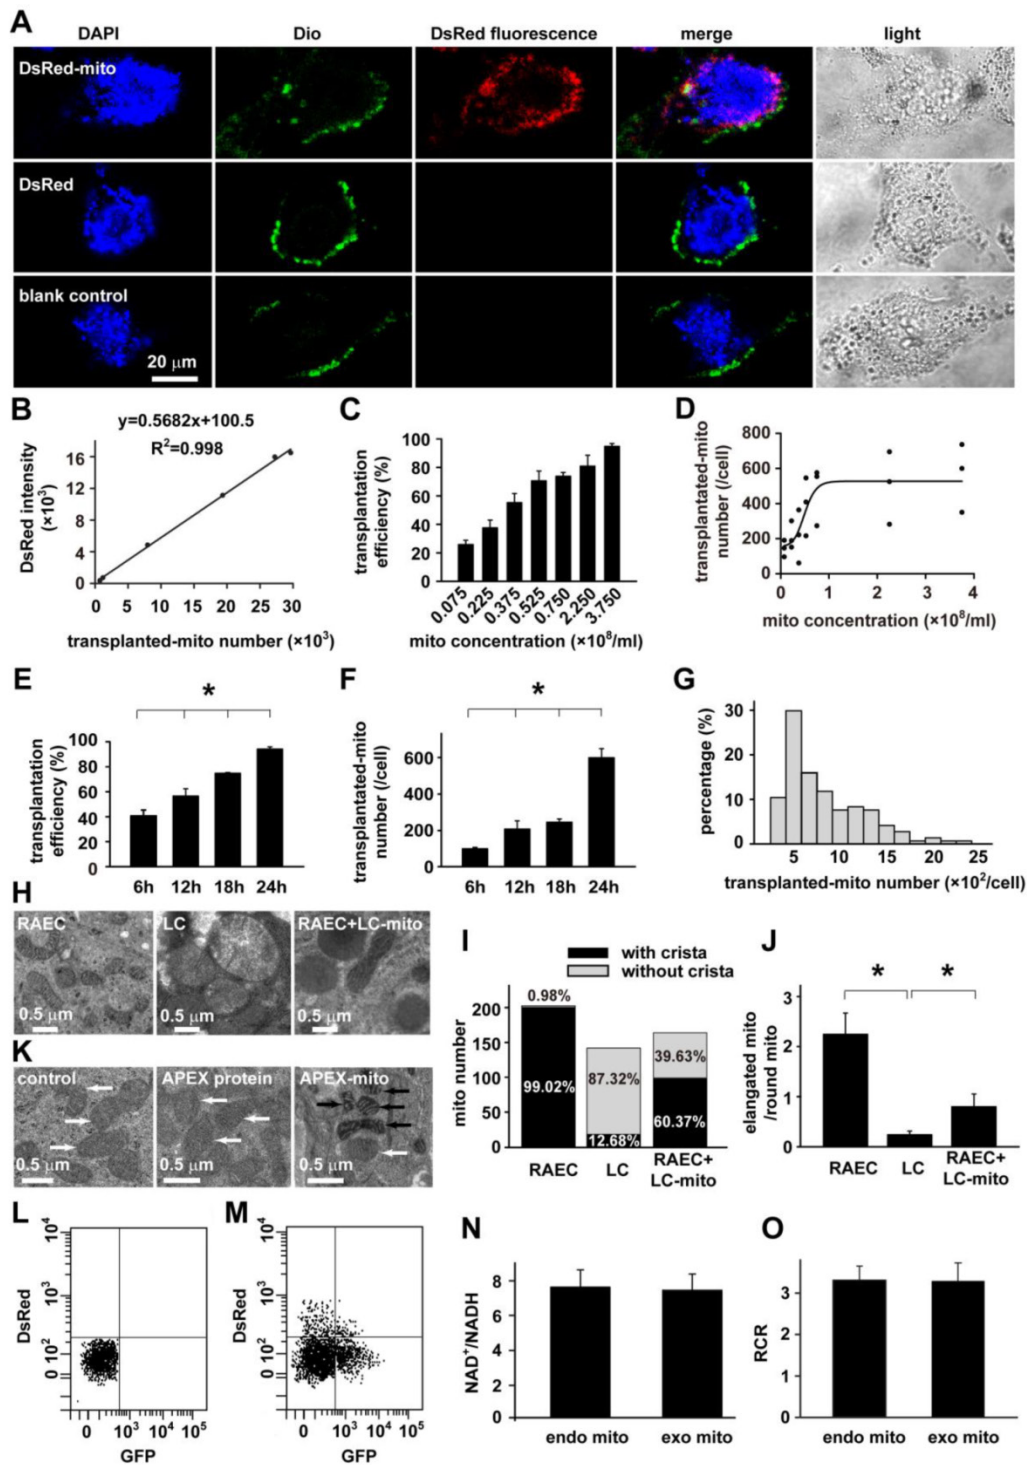 A
DAPI Dio DsRed fluorescence merge light
DsRed-mito
DsRed
blank control
20 μm
B
y=0.5682x+100.5
R²=0.998
DsRed intensity
(×10³)
16
12
8
4
0
0 5 10 15 20 25 30
transplanted-mito number (×10³)
C
transplantation
efficiency (%)
100
80
60
40
20
0
0.075 0.225 0.375 0.525 0.750 2.250 3.750
mito concentration (×10⁸/ml)
D
transplantated-mito
number (/cell)
800
600
400
200
0
0 1 2 3 4
mito concentration (×10⁸/ml)
E
*
transplantation
efficiency (%)
100
80
60
40
20
0
6h 12h 18h 24h
F
*
transplantated-mito
number (/cell)
600
400
200
0
6h 12h 18h 24h
G
percentage (%)
30
20
10
0
5 10 15 20 25
transplanted-mito number (×10²/cell)
H
RAEC LC RAEC+LC-mito
0.5 μm 0.5 μm 0.5 μm
I
with crista
without crista
mito number
200
150
100
50
0
0.98%
99.02%
87.32%
12.68%
39.63%
60.37%
RAEC LC RAEC+
LC-mito
J
* *
elangated mito
/round mito
3
2
1
0
RAEC LC RAEC+
LC-mito
K
control APEX protein APEX-mito
0.5 μm 0.5 μm 0.5 μm
L
DsRed
10⁴
10³
10²
0
0 10³ 10⁴ 10⁵
GFP
M
DsRed
10⁴
10³
10²
0
0 10³ 10⁴ 10⁵
GFP
N
NAD⁺/NADH
8
6
4
2
0
endo mito exo mito
O
RCR
3
2
1
0
endo mito exo mito